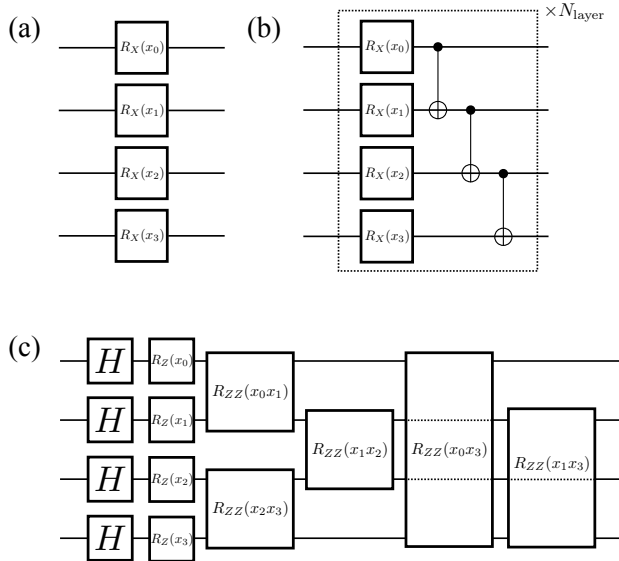 (a)
R_X(x_0)
R_X(x_1)
R_X(x_2)
R_X(x_3)
(b)
×N_layer
R_X(x_0)
R_X(x_1)
R_X(x_2)
R_X(x_3)
(c)
H R_Z(x_0)
H R_Z(x_1)
H R_Z(x_2)
H R_Z(x_3)
R_ZZ(x_0x_1)
R_ZZ(x_2x_3)
R_ZZ(x_1x_2)
R_ZZ(x_0x_3)
R_ZZ(x_1x_3)